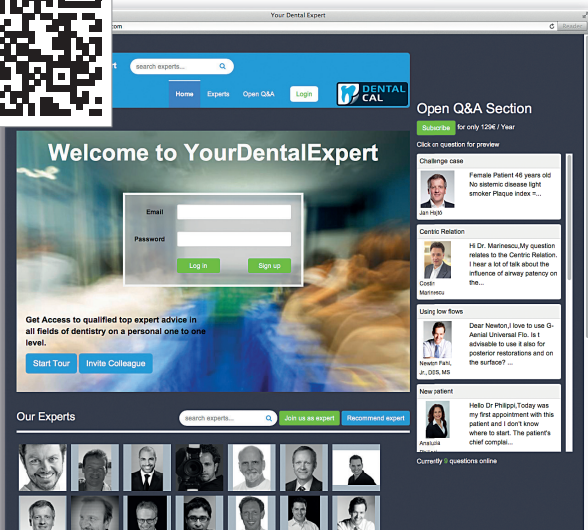 Your Dental Expert
.com
Reader
search experts...
Home Experts Open Q&A Login
DENTAL
CAL
Open Q&A Section
Subscribe for only 129€ / Year
Click on question for preview
Welcome to YourDentalExpert
Email
Password
Log in Sign up
Get Access to qualified top expert advice in
all fields of dentistry on a personal one to one
level.
Start Tour Invite Colleague
Challenge case
Female Patient 46 years old
No sistemic disease light
smoker Plaque index =...
Jan Hajtó
Centric Relation
Hi Dr. Marinescu,My question
relates to the Centric Relation.
I hear a lot of talk about the
influence of airway patency on
the...
Costin
Marinescu
Using low flows
Dear Newton,I love to use G-
Aenial Universal Flo. Is it
advisable to use it also for
posterior restorations and on
the surface? ...
Newton Fahl,
Jr., DDS, MS
New patient
Hello Dr Philippi,Today was
my first appointment with this
patient and I don't know
where to start. The patient's
chief complai...
Analuzia
Currently 9 questions online
Our Experts
search experts...
Join us as expert
Recommend expert